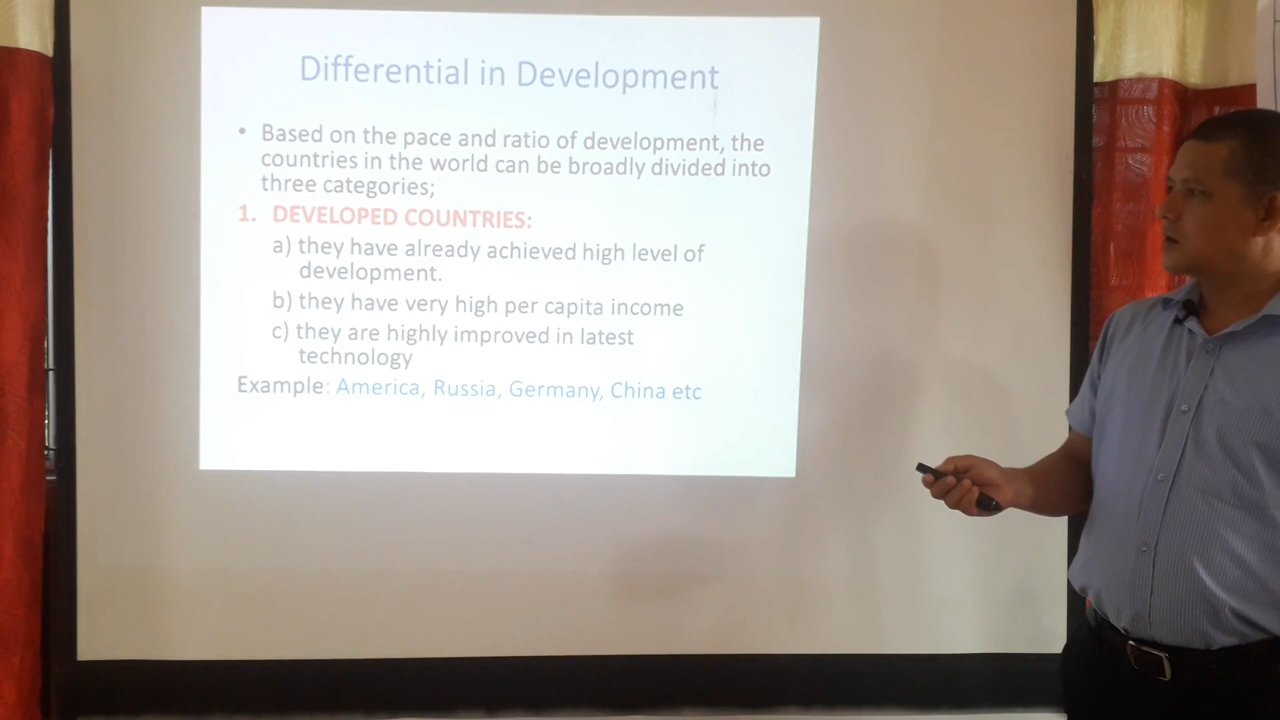 Differential in Development
• Based on the pace and ratio of development, the
countries in the world can be broadly divided into
three categories;
1. DEVELOPED COUNTRIES:
a) they have already achieved high level of
development.
b) they have very high per capita income
c) they are highly improved in latest
technology
Example: America, Russia, Germany, China etc